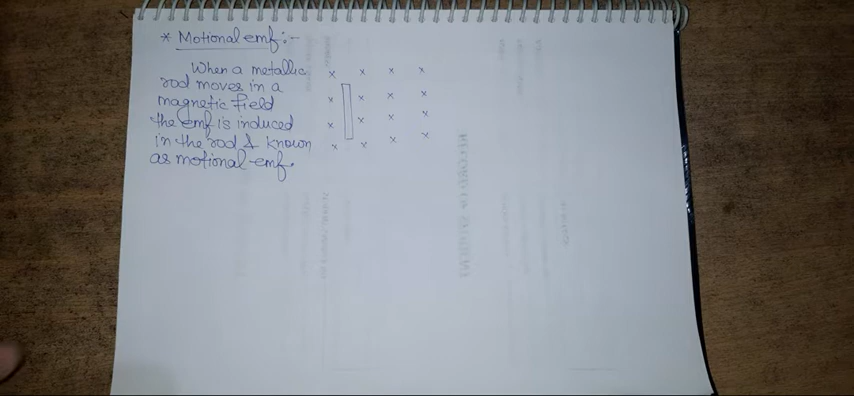 * Motional emf :-
When a metallic
rod moves in a
magnetic field
the emf is induced
in the rod & known
as motional emf.
x x x x
x x x x
x x x x
x x x x